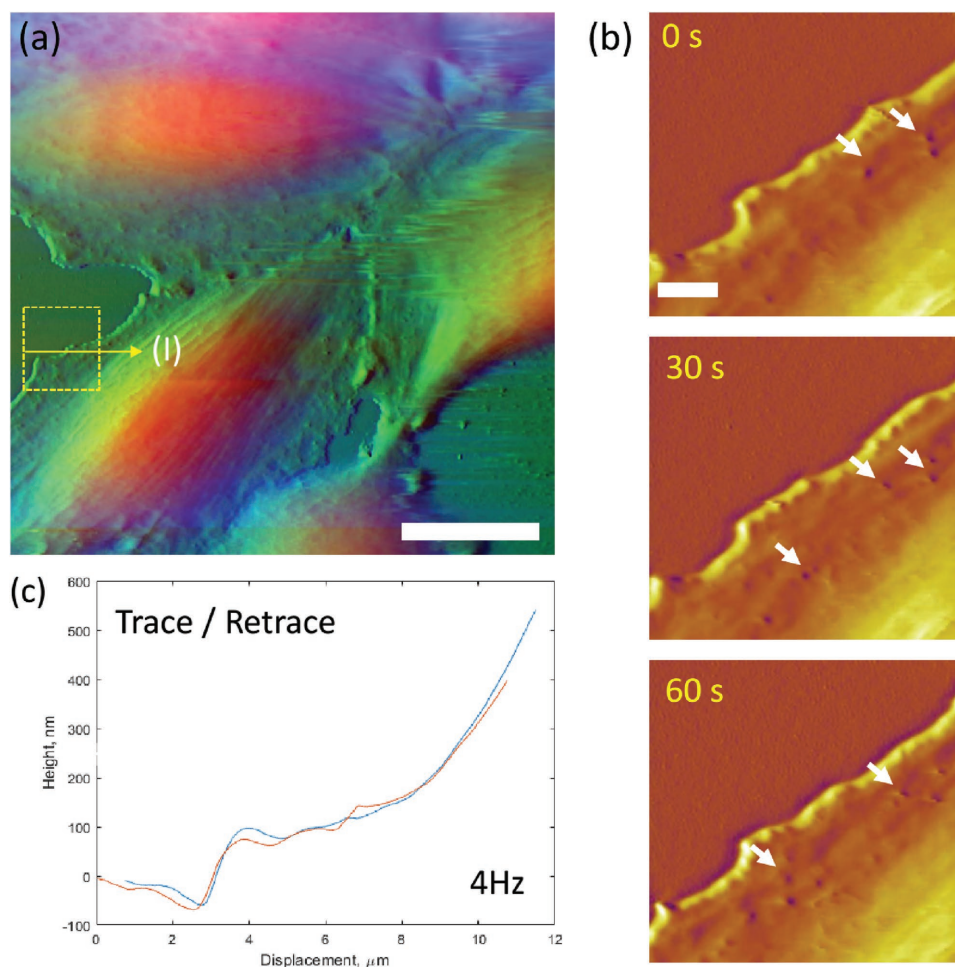 (a)
(I)
(b)
0 s
30 s
60 s
(c)
Trace / Retrace
4Hz
Height, nm
600
500
400
300
200
100
0
-100
0 2 4 6 8 10 12
Displacement, μm